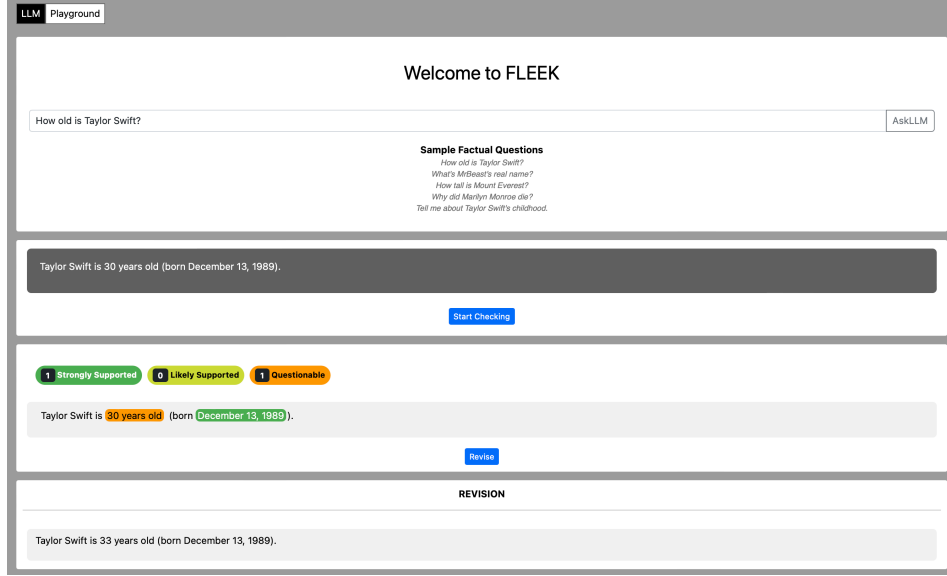 LLM Playground
Welcome to FLEEK
How old is Taylor Swift? AskLLM
Sample Factual Questions
How old is Taylor Swift?
What's MrBeast's real name?
How tall is Mount Everest?
Why did Marilyn Monroe die?
Tell me about Taylor Swift's childhood.
Taylor Swift is 30 years old (born December 13, 1989).
Start Checking
1 Strongly Supported 0 Likely Supported 1 Questionable
Taylor Swift is 30 years old (born December 13, 1989).
Revise
REVISION
Taylor Swift is 33 years old (born December 13, 1989).